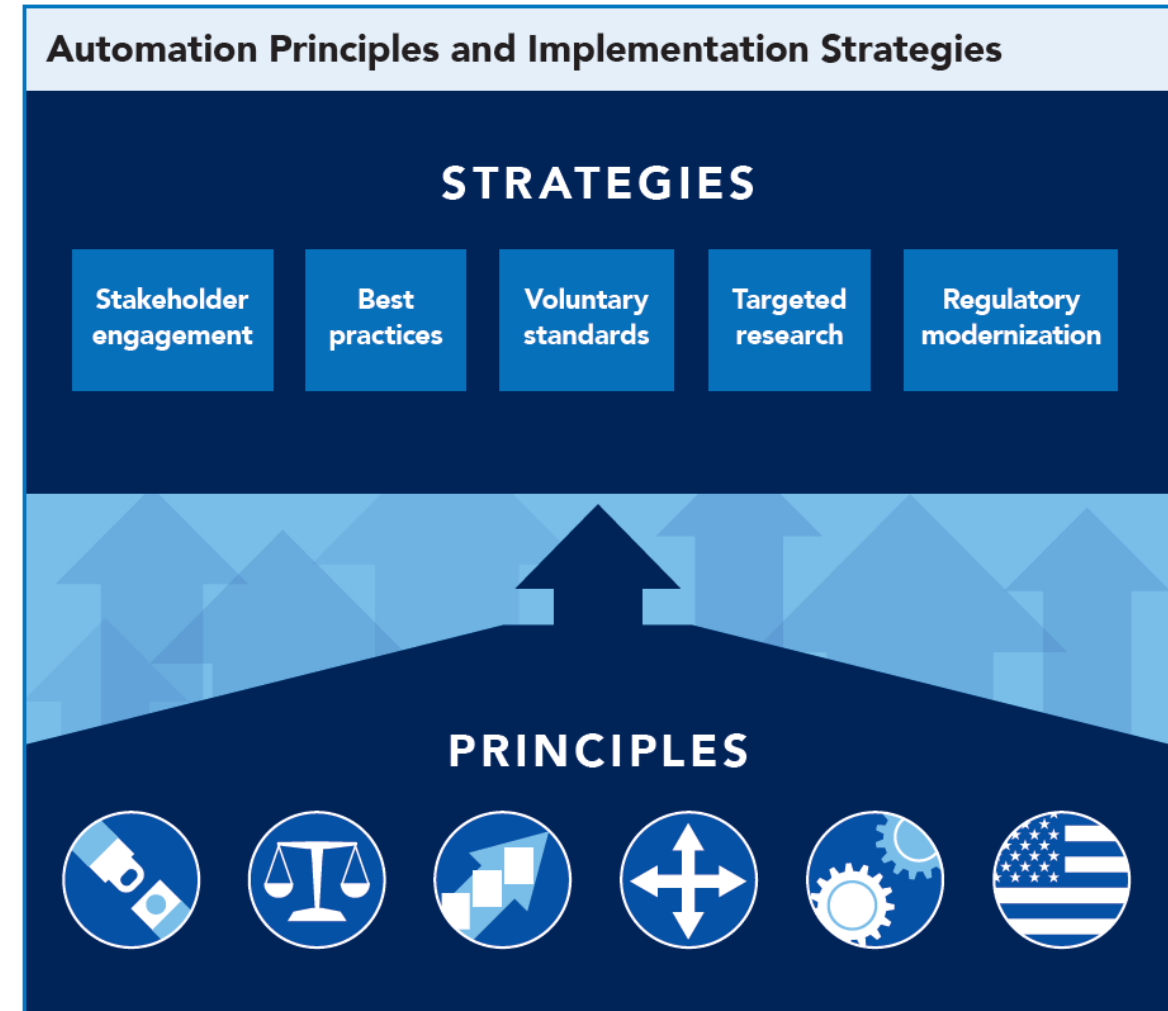 Automation Principles and Implementation Strategies
STRATEGIES
Stakeholder
engagement
Best
practices
Voluntary
standards
Targeted
research
Regulatory
modernization
PRINCIPLES